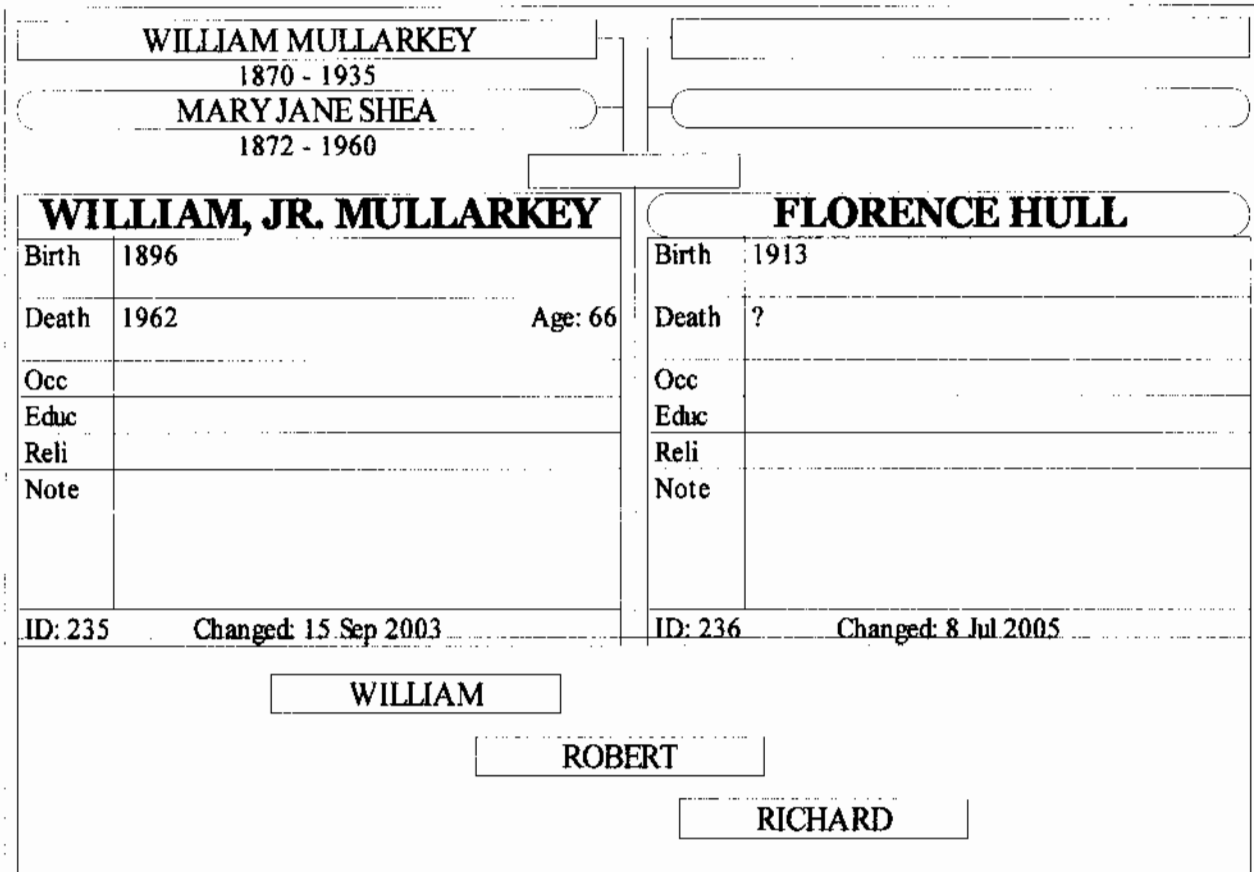 WILLIAM MULLARKEY
1870 - 1935
MARY JANE SHEA
1872 - 1960
WILLIAM, JR. MULLARKEY
Birth 1896
Death 1962 Age: 66
Occ
Educ
Reli
Note
ID: 235 Changed: 15 Sep 2003
FLORENCE HULL
Birth 1913
Death ?
Occ
Educ
Reli
Note
ID: 236 Changed: 8 Jul 2005
WILLIAM
ROBERT
RICHARD